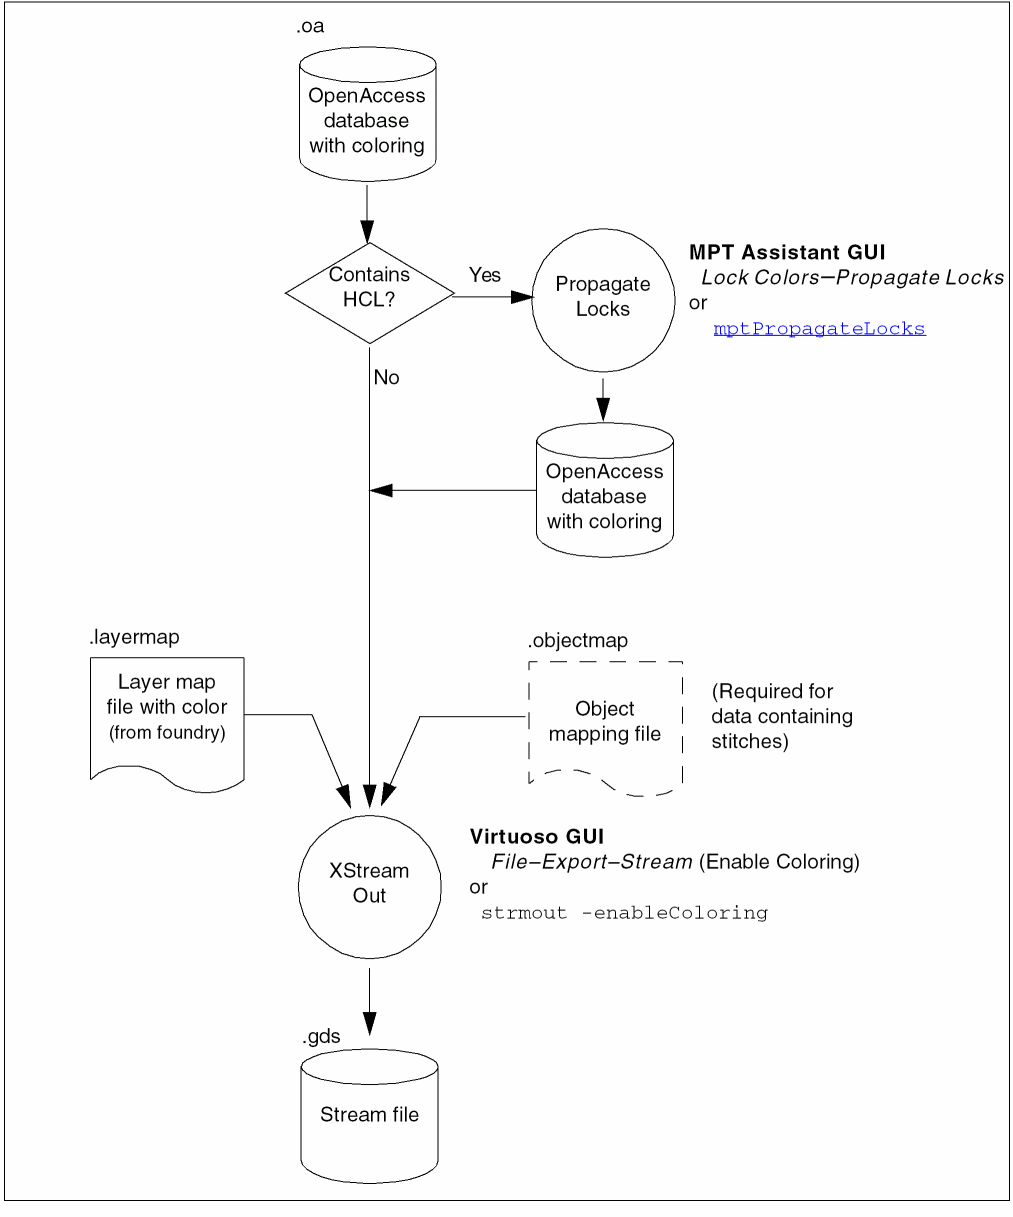 .oa
OpenAccess
database
with coloring
Contains
HCL?
Yes
Propagate
Locks
MPT Assistant GUI
Lock Colors–Propagate Locks
or
mptPropagateLocks
No
OpenAccess
database
with coloring
.layermap
Layer map
file with color
(from foundry)
.objectmap
Object
mapping file
(Required for
data containing
stitches)
XStream
Out
Virtuoso GUI
File–Export–Stream (Enable Coloring)
or
strmout -enableColoring
.gds
Stream file